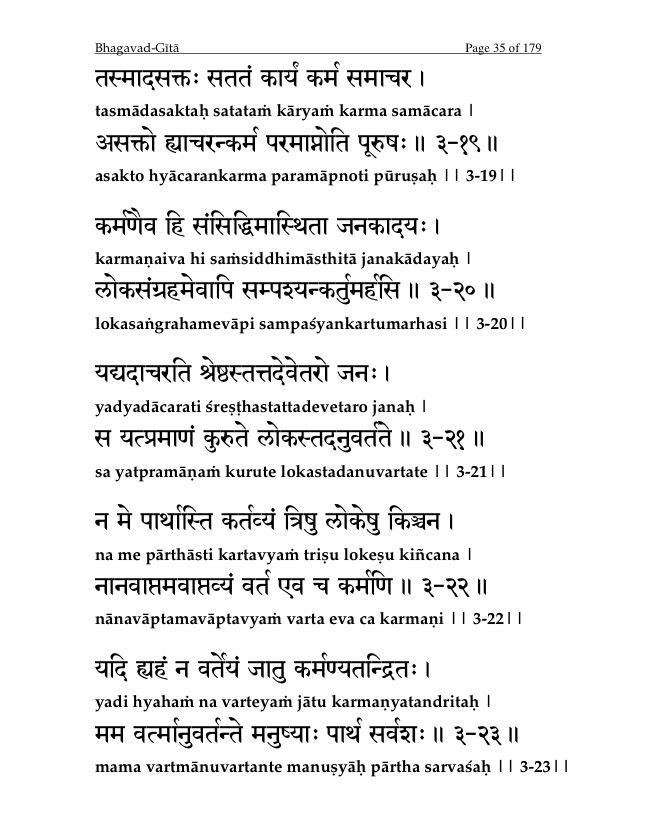 Bhagavad-Gītā Page 35 of 179
तस्मादसक्तः सततं कार्यं कर्म समाचर ।
tasmādasaktaḥ satataṁ kāryaṁ karma samācara |
असक्तो ह्याचरन्कर्म परमाप्नोति पूरुषः ॥ ३-१९ ॥
asakto hyācarankarma paramāpnoti pūruṣaḥ || 3-19||
कर्मणैव हि संसिद्धिमास्थिता जनकादयः ।
karmaṇaiva hi saṁsiddhimāsthitā janakādayaḥ |
लोकसंग्रहमेवापि सम्पश्यन्कर्तुमर्हसि ॥ ३-२० ॥
lokasaṅgrahamevāpi sampaśyankartumarhasi || 3-20||
यद्यदाचरति श्रेष्ठस्तत्तदेवेतरो जनः ।
yadyadācarati śreṣṭhastattadevetaro janaḥ |
स यत्प्रमाणं कुरुते लोकस्तदनुवर्तते ॥ ३-२१ ॥
sa yatpramāṇaṁ kurute lokastadanuvartate || 3-21||
न मे पार्थास्ति कर्तव्यं त्रिषु लोकेषु किञ्चन ।
na me pārthāsti kartavyaṁ triṣu lokeṣu kiñcana |
नानवाप्तमवाप्तव्यं वर्त एव च कर्मणि ॥ ३-२२ ॥
nānavāptamavāptavyaṁ varta eva ca karmaṇi || 3-22||
यदि ह्यहं न वर्तेयं जातु कर्मण्यतन्द्रितः ।
yadi hyahaṁ na varteyaṁ jātu karmaṇyatandritaḥ |
मम वर्त्मानुवर्तन्ते मनुष्याः पार्थ सर्वशः ॥ ३-२३ ॥
mama vartmānuvartante manuṣyāḥ pārtha sarvaśaḥ || 3-23||